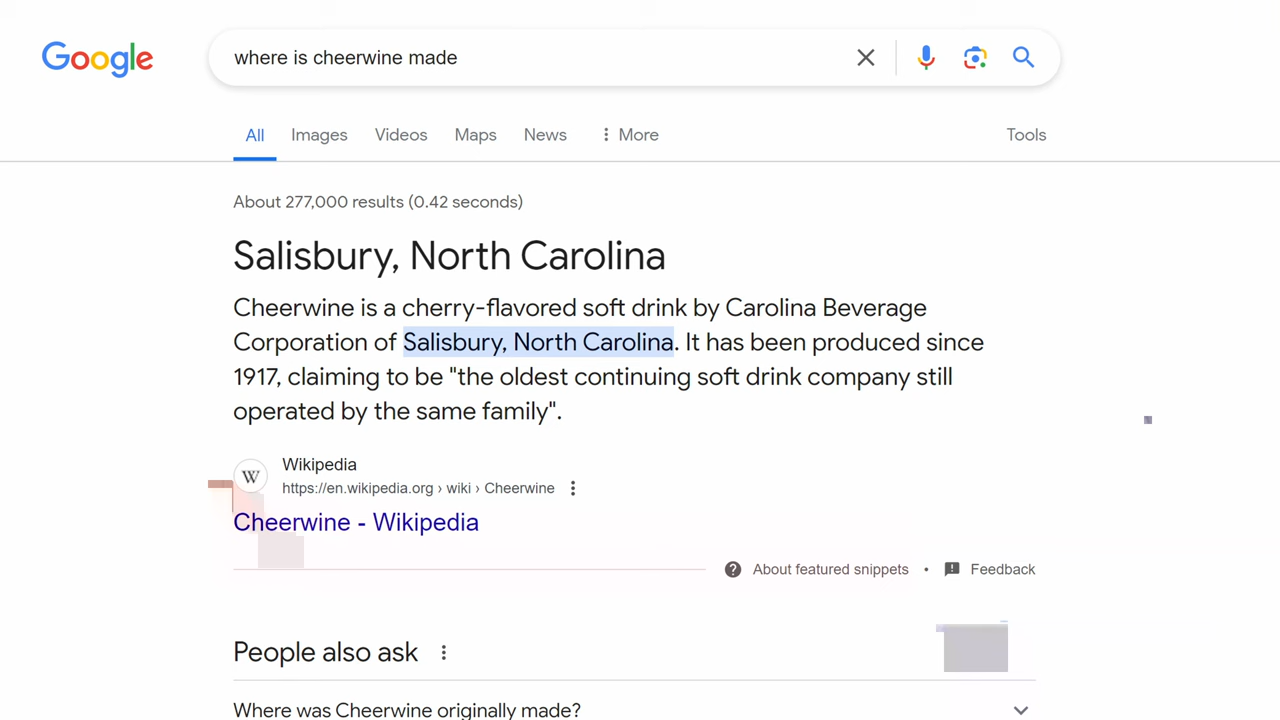 Google
where is cheerwine made
All Images Videos Maps News More Tools
About 277,000 results (0.42 seconds)
Salisbury, North Carolina
Cheerwine is a cherry-flavored soft drink by Carolina Beverage
Corporation of Salisbury, North Carolina. It has been produced since
1917, claiming to be "the oldest continuing soft drink company still
operated by the same family".
W
Wikipedia
https://en.wikipedia.org › wiki › Cheerwine
Cheerwine - Wikipedia
About featured snippets • Feedback
People also ask
Where was Cheerwine originally made?